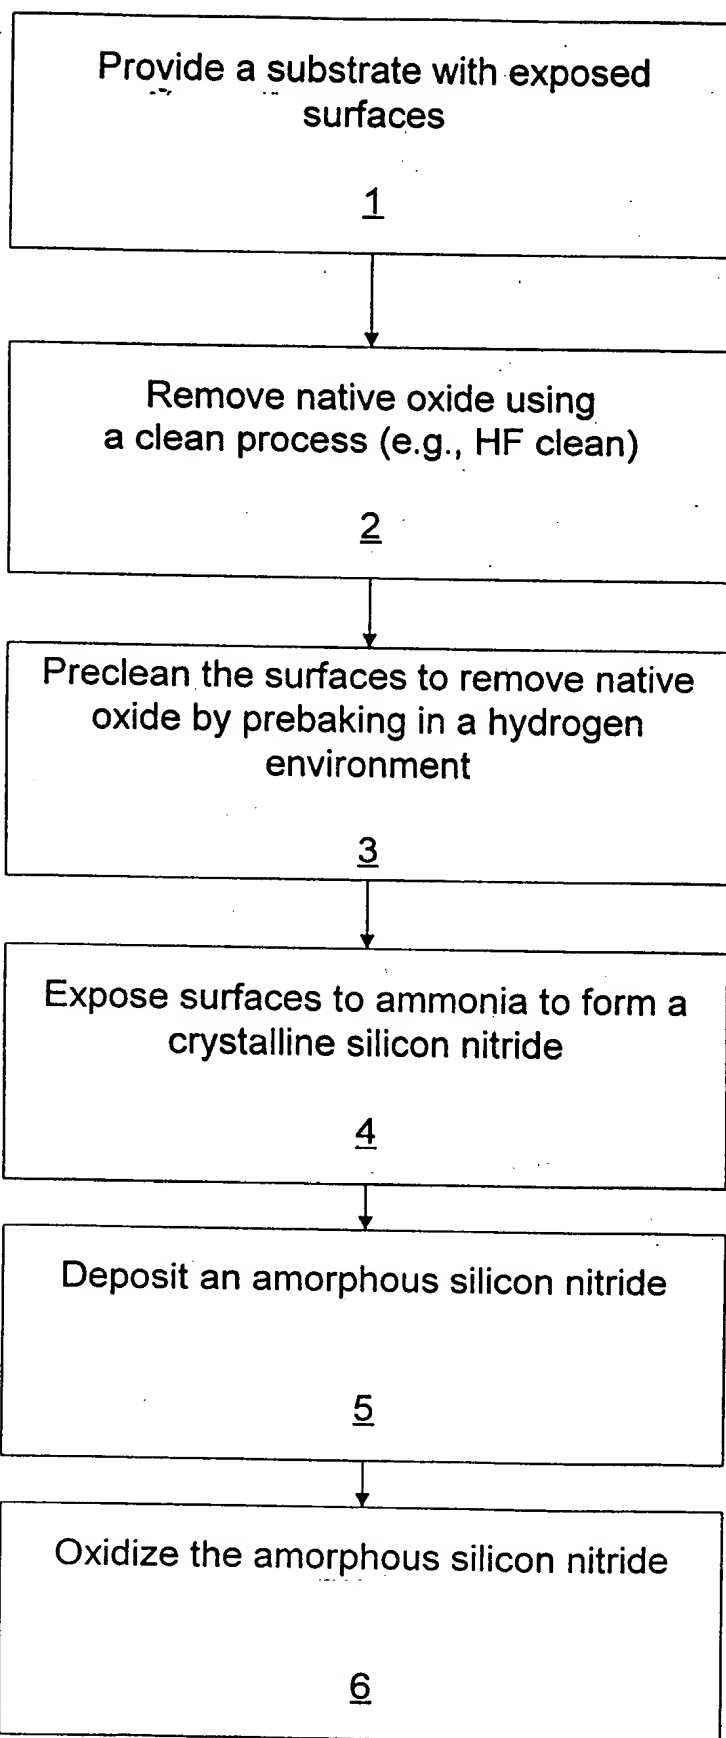 Provide a substrate with exposed
surfaces
1
Remove native oxide using
a clean process (e.g., HF clean)
2
Preclean the surfaces to remove native
oxide by prebaking in a hydrogen
environment
3
Expose surfaces to ammonia to form a
crystalline silicon nitride
4
Deposit an amorphous silicon nitride
5
Oxidize the amorphous silicon nitride
6